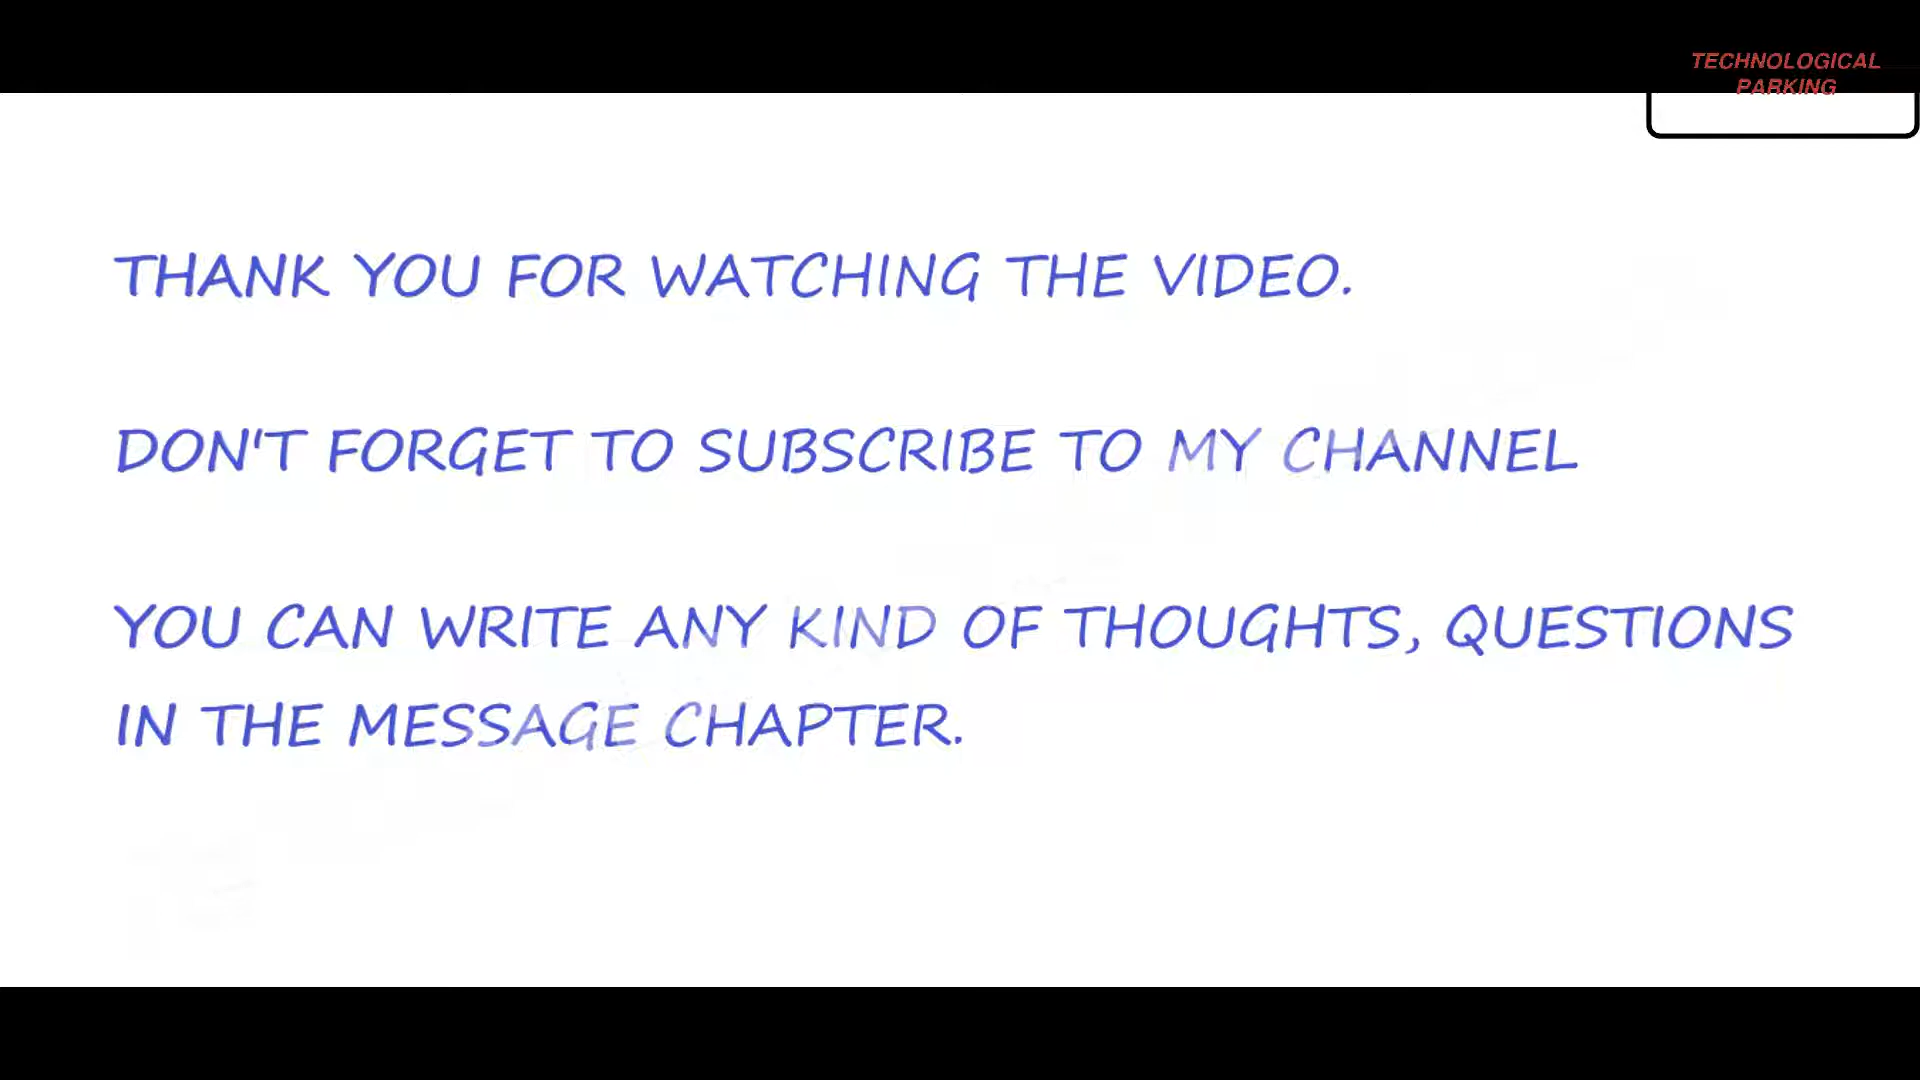 TECHNOLOGICAL
PARKING
THANK YOU FOR WATCHING THE VIDEO.
DON'T FORGET TO SUBSCRIBE TO MY CHANNEL
YOU CAN WRITE ANY KIND OF THOUGHTS, QUESTIONS
IN THE MESSAGE CHAPTER.